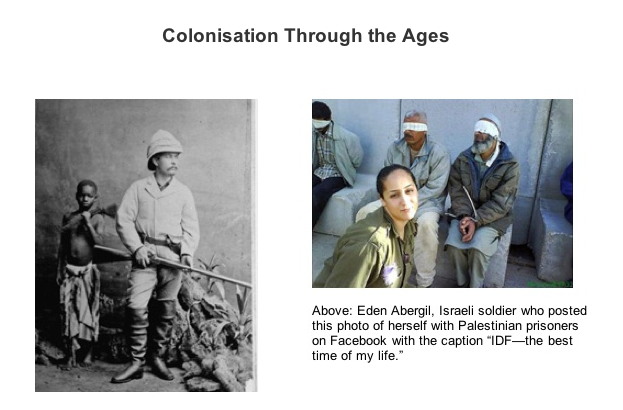 Colonisation Through the Ages
Above: Eden Abergil, Israeli soldier who posted
this photo of herself with Palestinian prisoners
on Facebook with the caption “IDF—the best
time of my life.”